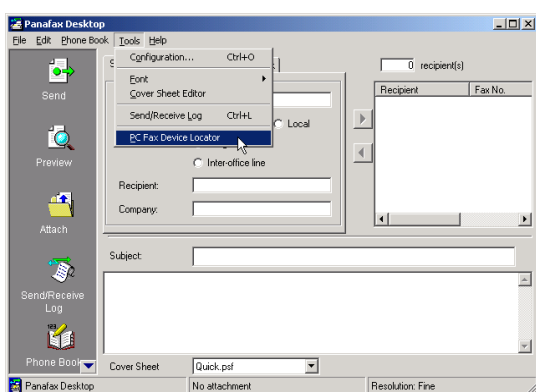 Panafax Desktop
File Edit Phone Book Tools Help
Configuration... Ctrl+O
Font
Cover Sheet Editor
Send/Receive Log Ctrl+L
PC Fax Device Locator
0 recipient(s)
Recipient Fax No.
Local
Inter-office line
Recipient:
Company:
Send
Preview
Attach
Send/Receive
Log
Phone Book
Subject:
Cover Sheet Quick.psf
Panafax Desktop No attachment Resolution: Fine